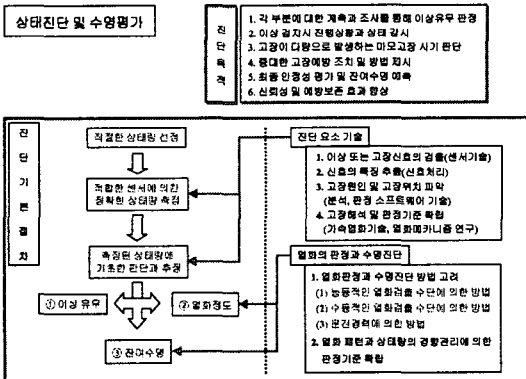 상태진단 및 수명평가
진단목적
1. 각 부분에 대한 계측과 조사를 통해 이상유무 판정
2. 이상 감지시 진행상황과 상태 감시
3. 고장이 다량으로 발생하는 마모고장 시기 판단
4. 중대한 고장예방 조치 및 방법 제시
5. 최종 안정성 평가 및 잔여수명 예측
6. 신뢰성 및 예방보존 효과 향상
진단기본절차
적절한 상태량 선정
적합한 센서에 의한
정확한 상태량 측정
측정된 상태량에
기초한 판단과 추정
① 이상 유무
② 열화정도
③ 잔여수명
진단 요소 기술
1. 이상 또는 고장신호의 검출(센서기술)
2. 신호의 특징 추출(신호처리)
3. 고장원인 및 고장위치 파악
(분석, 판정 소프트웨어 기술)
4. 고장해석 및 판정기준 확립
(가속열화기술, 열화메카니즘 연구)
열화의 판정과 수명진단
1. 열화판정과 수명진단 방법 고려
(1) 능동적인 열화검출 수단에 의한 방법
(2) 수동적인 열화검출 수단에 의한 방법
(3) 운전경력에 의한 방법
2. 열화 패턴과 상태량의 경향관리에 의한
판정기준 확립